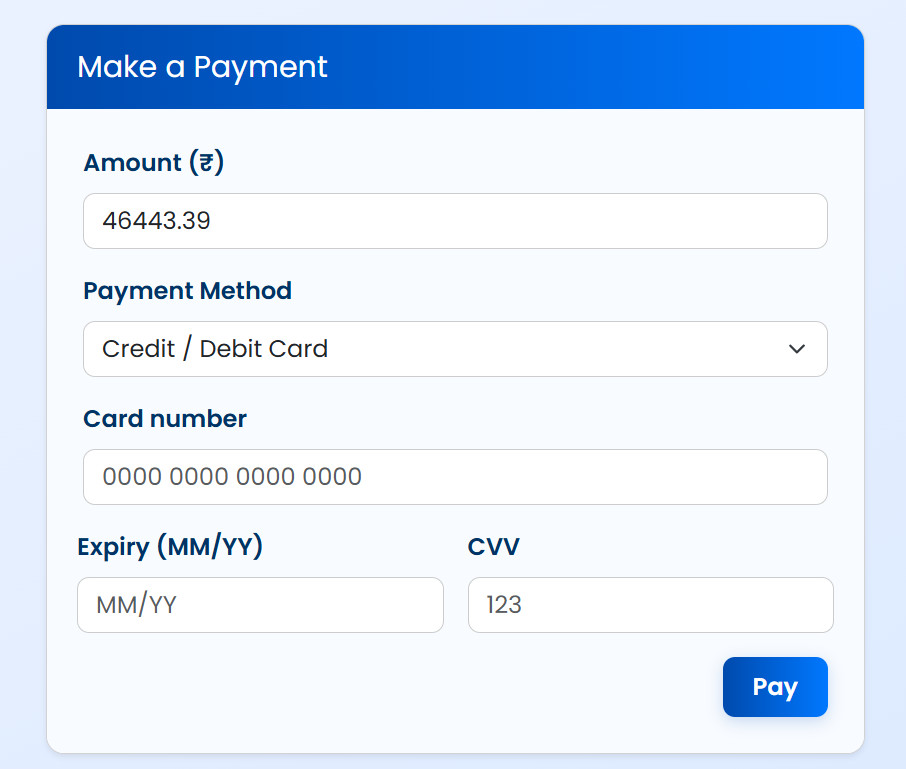 Make a Payment
Amount (₹)
46443.39
Payment Method
Credit / Debit Card
Card number
0000 0000 0000 0000
Expiry (MM/YY) CVV
MM/YY 123
Pay